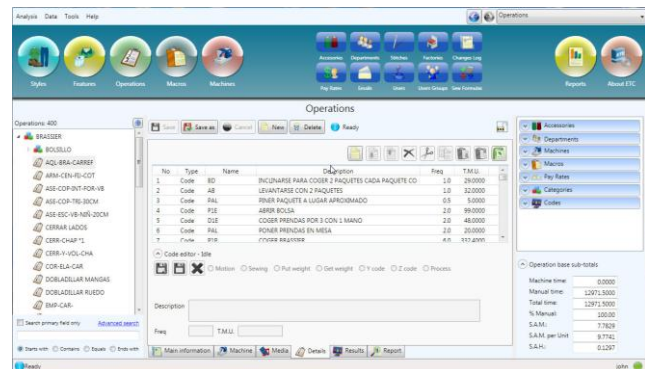 Analysis Data Tools Help
Operations
Styles Features Operations Macros Machines
Accessories Departments Stitches Factories Changes Log
Pay Rates Emails Users Users Groups Sew Formulas
Reports About ETC
Operations
Operations: 400
Save Save as Cancel New Delete Ready
BRASSIER
BOLSILLO
AQL-BRA-CARREF
ARM-CEN-FIJ-COT
ASE-COP-INT-FOR-VB
ASE-COP-TRI-30CM
ASE-ESC-VB-NIÑ-20CM
CERRAR LADOS
CERR-CHAP *1
CERR-Y-VOL-CHA
COR-ELA-CAR
DOBLADILLAR MANGAS
DOBLADILLAR RUEDO
EMP-CAR-
Search primary field only Advanced search
Starts with Contains Equals Ends with
No Type Name Description Freq T.M.U.
1 Code BD INCLINARSE PARA COGER 2 PAQUETES CADA PAQUETE CO 1.0 29.0000
2 Code AB LEVANTARSE CON 2 PAQUETES 1.0 32.0000
3 Code PAL PINER PAQUETE A LUGAR APROXIMADO 0.5 5.0000
4 Code P1E ABRIR BOLSA 2.0 99.0000
5 Code D1E COGER PRENDAS POR 3 CON 1 MANO 2.0 48.0000
6 Code PAL PONER PRENDAS EN MESA 2.0 20.0000
7 Code COGER BRASSIER 6.0 332.4000
Code editor - Idle
Motion Sewing Put weight Get weight Y code Z code Process
Description
Freq T.M.U.
Main information Machine Media Details Results Report
Accessories
Departments
Machines
Macros
Pay Rates
Categories
Codes
Operation base sub-totals
Machine time: 0.0000
Manual time: 12971.5000
Total time: 12971.5000
% Manual: 100.00
S.A.M.: 7.7829
S.A.M. per Unit 9.7741
S.A.H.: 0.1297
Ready
john